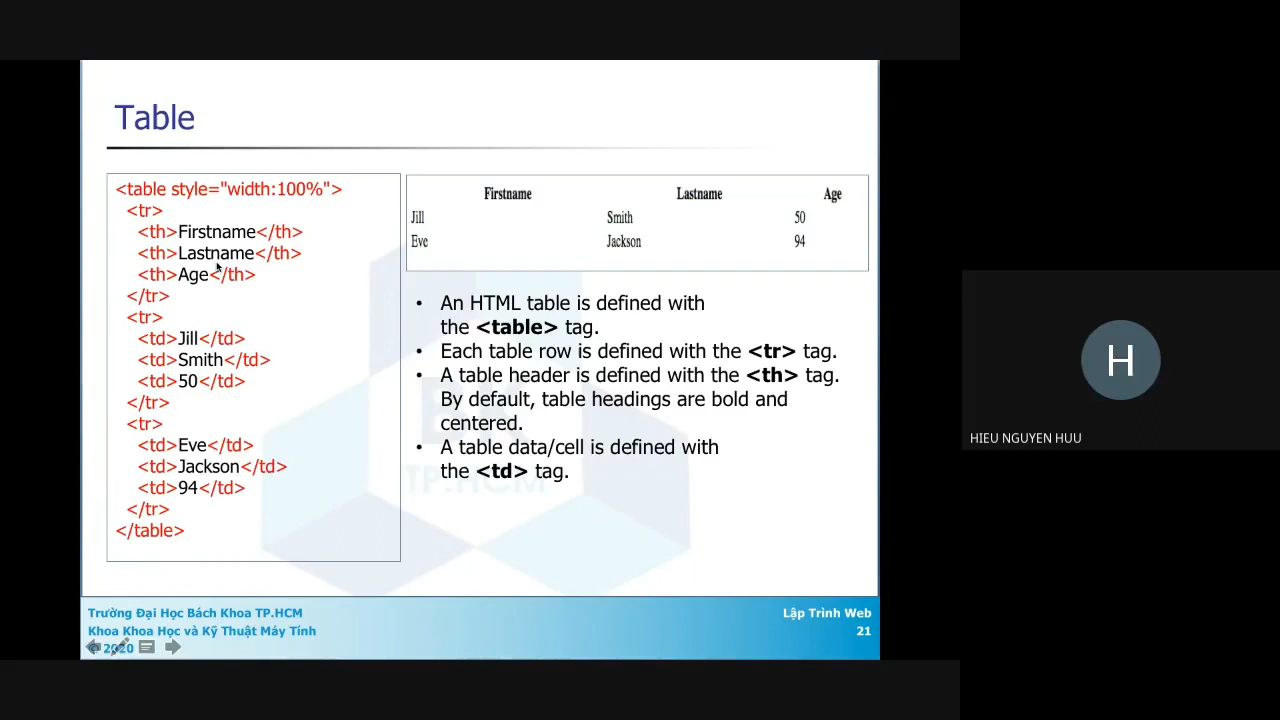 Table
<table style="width:100%">
<tr>
<th>Firstname</th>
<th>Lastname</th>
<th>Age</th>
</tr>
<tr>
<td>Jill</td>
<td>Smith</td>
<td>50</td>
</tr>
<tr>
<td>Eve</td>
<td>Jackson</td>
<td>94</td>
</tr>
</table>
Firstname Lastname Age
Jill Smith 50
Eve Jackson 94
• An HTML table is defined with
the <table> tag.
• Each table row is defined with the <tr> tag.
• A table header is defined with the <th> tag.
By default, table headings are bold and
centered.
• A table data/cell is defined with
the <td> tag.
BK
TP.HCM
Trường Đại Học Bách Khoa TP.HCM
Khoa Khoa Học và Kỹ Thuật Máy Tính
© 2020
Lập Trình Web
21
H
HIEU NGUYEN HUU